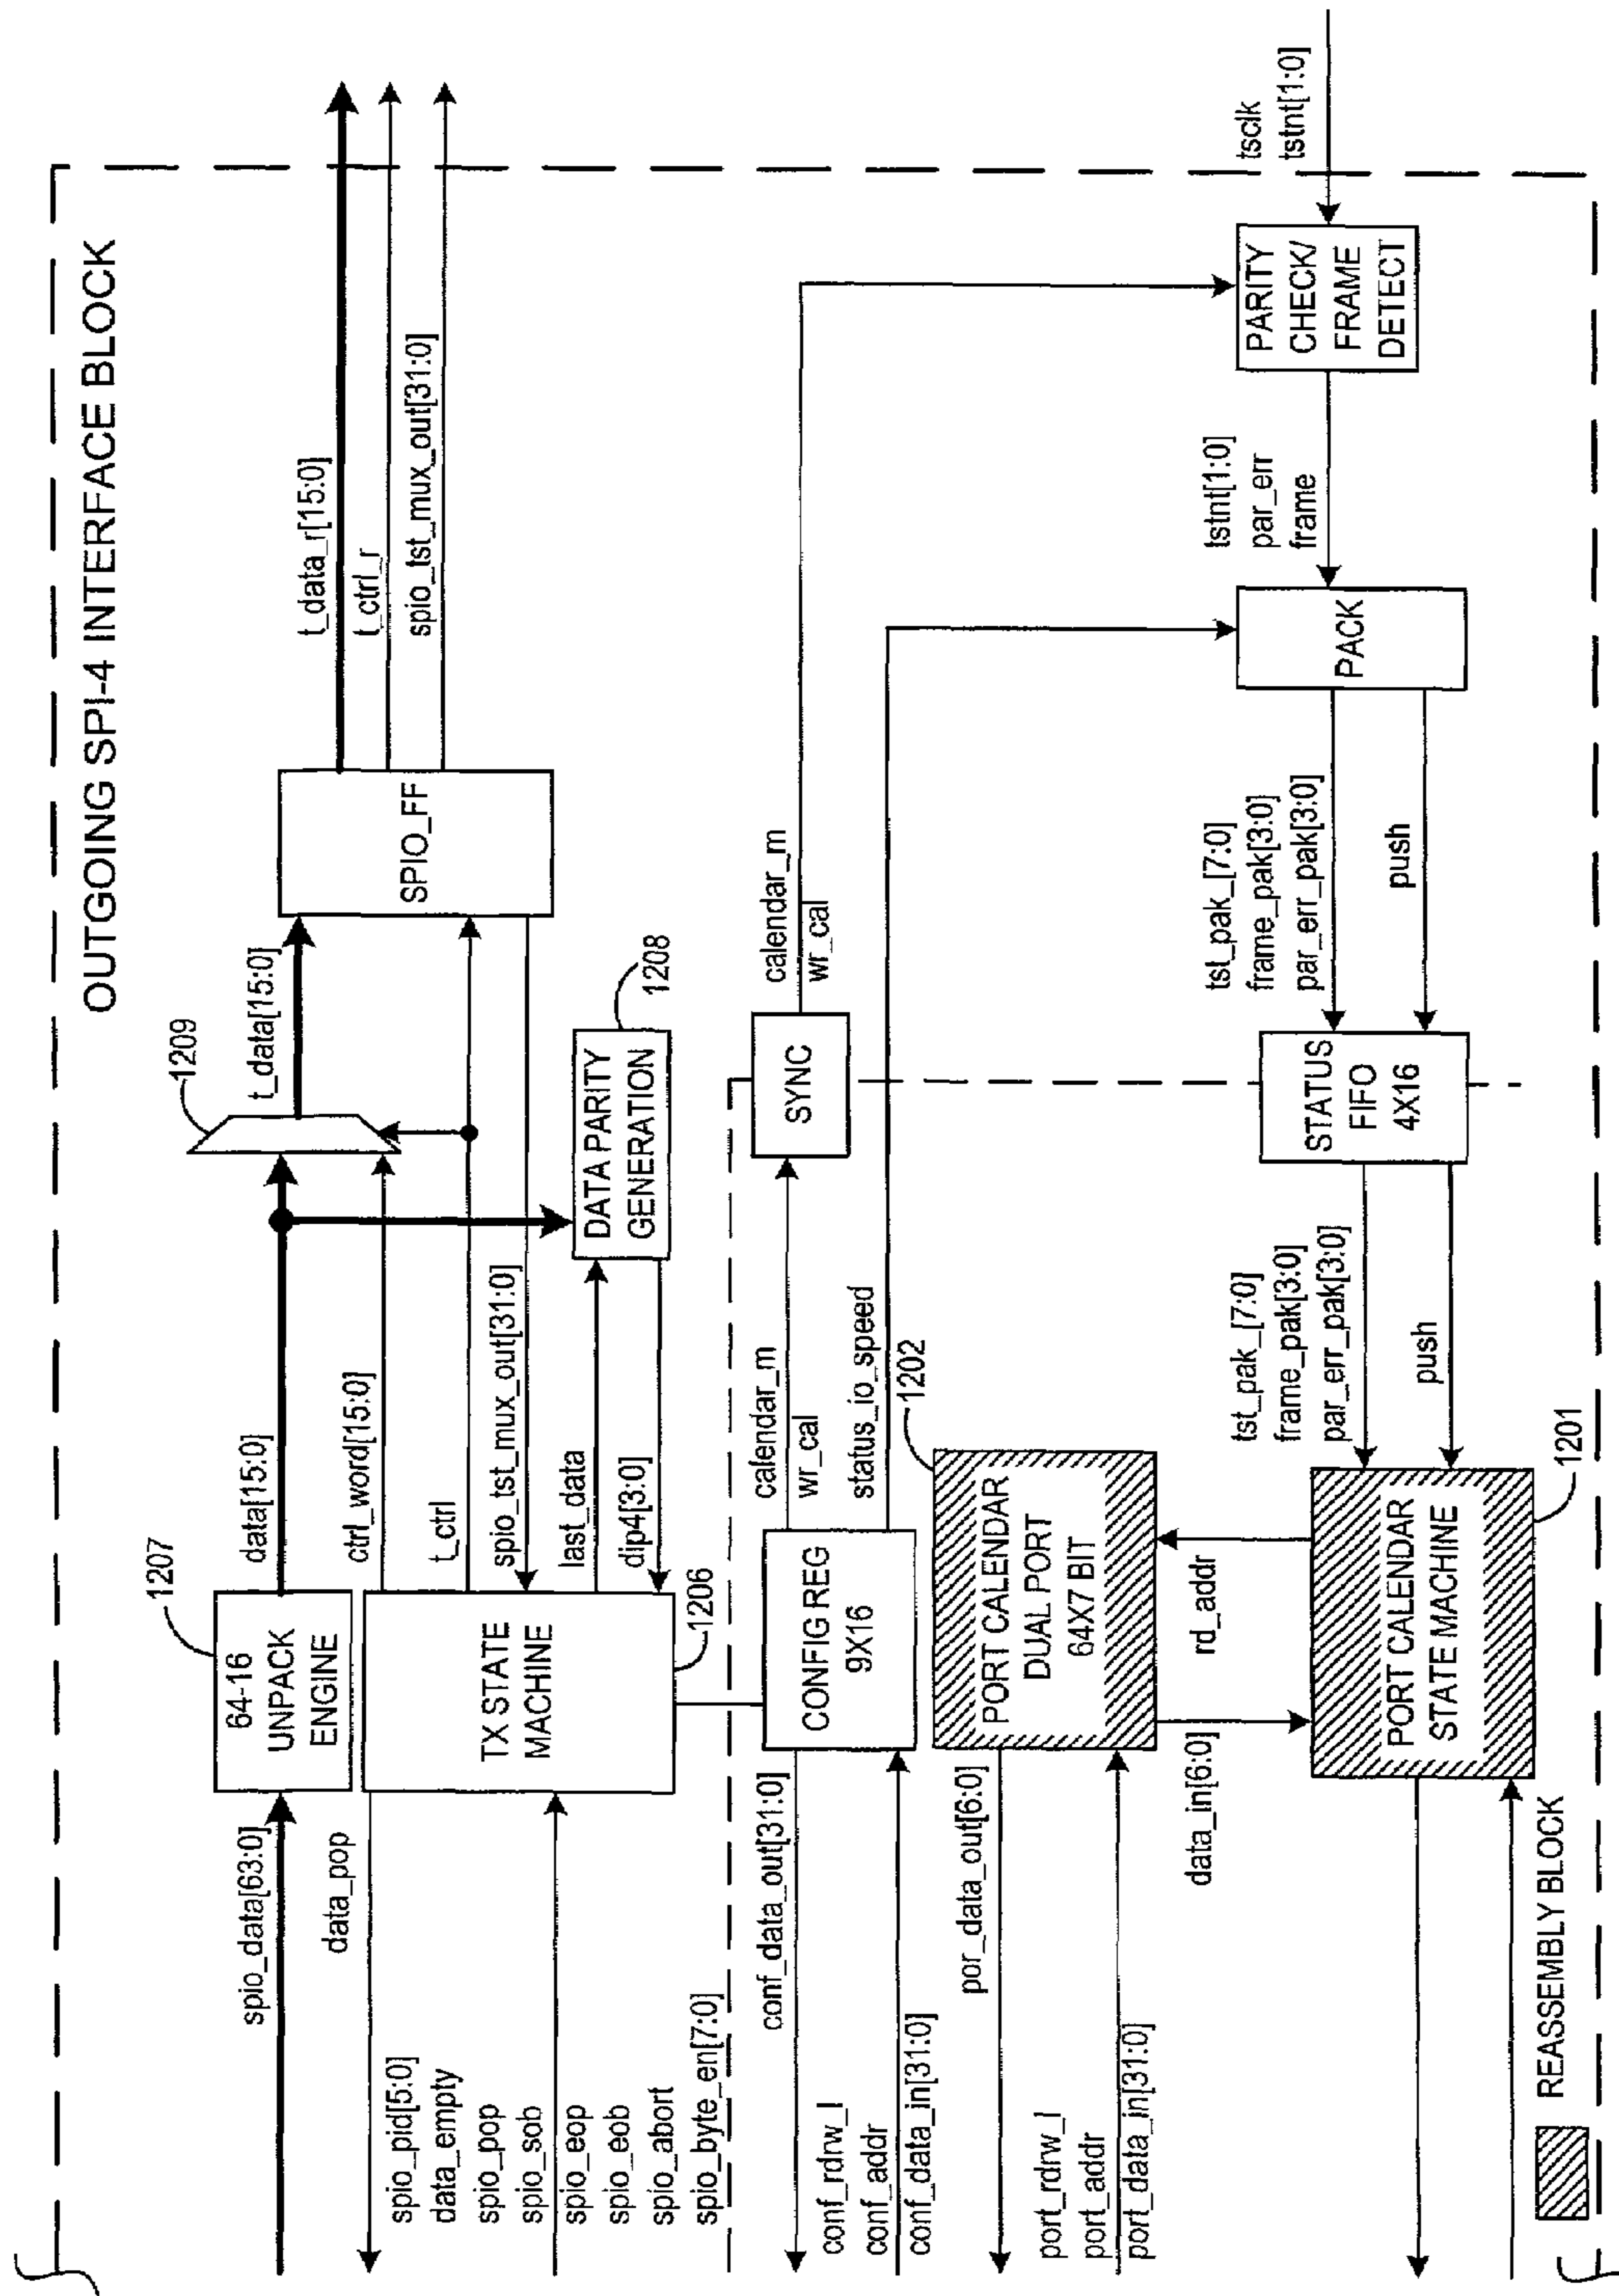 OUTGOING SPI-4 INTERFACE BLOCK
spio_data[63:0]
1207
64-16
UNPACK
ENGINE
data[15:0]
1209
t_data[15:0]
SPIO_FF
t_data_r[15:0]
t_ctrl_r
spio_tst_mux_out[31:0]
data_pop
spio_pid[5:0]
data_empty
spio_pop
spio_sob
spio_eop
spio_eob
spio_abort
spio_byte_en[7:0]
TX STATE
MACHINE
1206
ctrl_word[15:0]
t_ctrl
spio_tst_mux_out[31:0]
last_data
dip4[3:0]
DATA PARITY
GENERATION
1208
conf_data_out[31:0]
conf_rdrw_l
conf_addr
conf_data_in[31:0]
CONFIG REG
9X16
calendar_m
wr_cal
status_io_speed
SYNC
calendar_m
wr_cal
por_data_out[6:0]
port_rdrw_l
port_addr
port_data_in[31:0]
PORT CALENDAR
DUAL PORT
64X7 BIT
1202
data_in[6:0]
rd_addr
PORT CALENDAR
STATE MACHINE
1201
tst_pak_[7:0]
frame_pak[3:0]
par_err_pak[3:0]
push
STATUS
FIFO
4X16
tst_pak_[7:0]
frame_pak[3:0]
par_err_pak[3:0]
push
PACK
tstnt[1:0]
par_err
frame
PARITY
CHECK/
FRAME
DETECT
tsclk
tstnt[1:0]
REASSEMBLY BLOCK